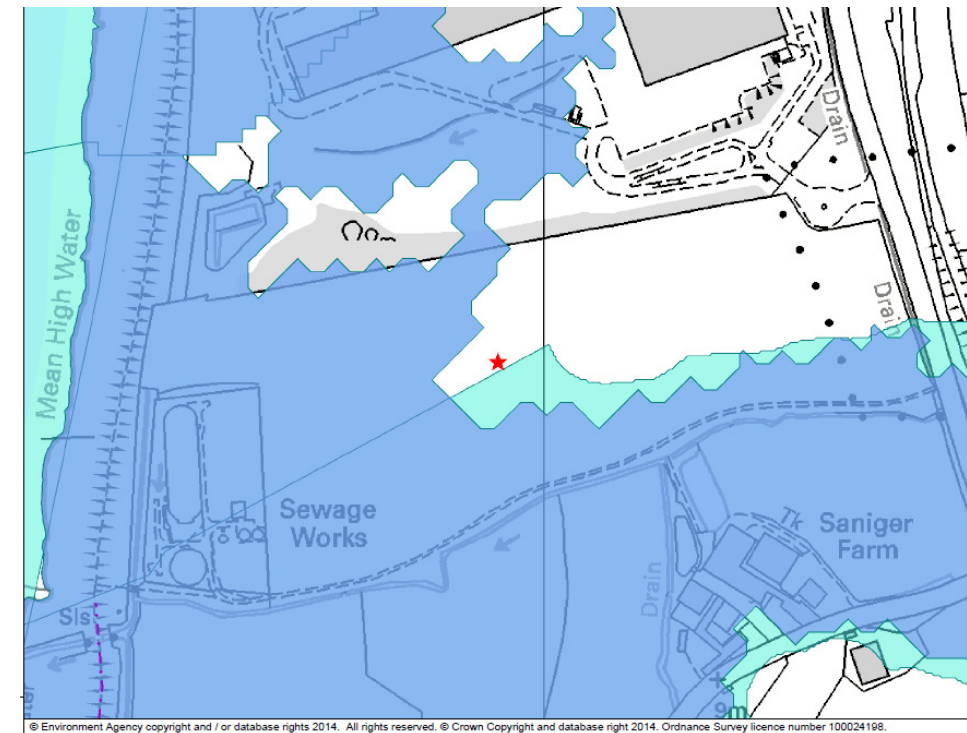 Drain
Mean High Water
Drain
Sewage
Works
Tk
Saniger
Farm
Drain
Sls
9m
© Environment Agency copyright and / or database rights 2014. All rights reserved. © Crown Copyright and database right 2014. Ordnance Survey licence number 100024198.